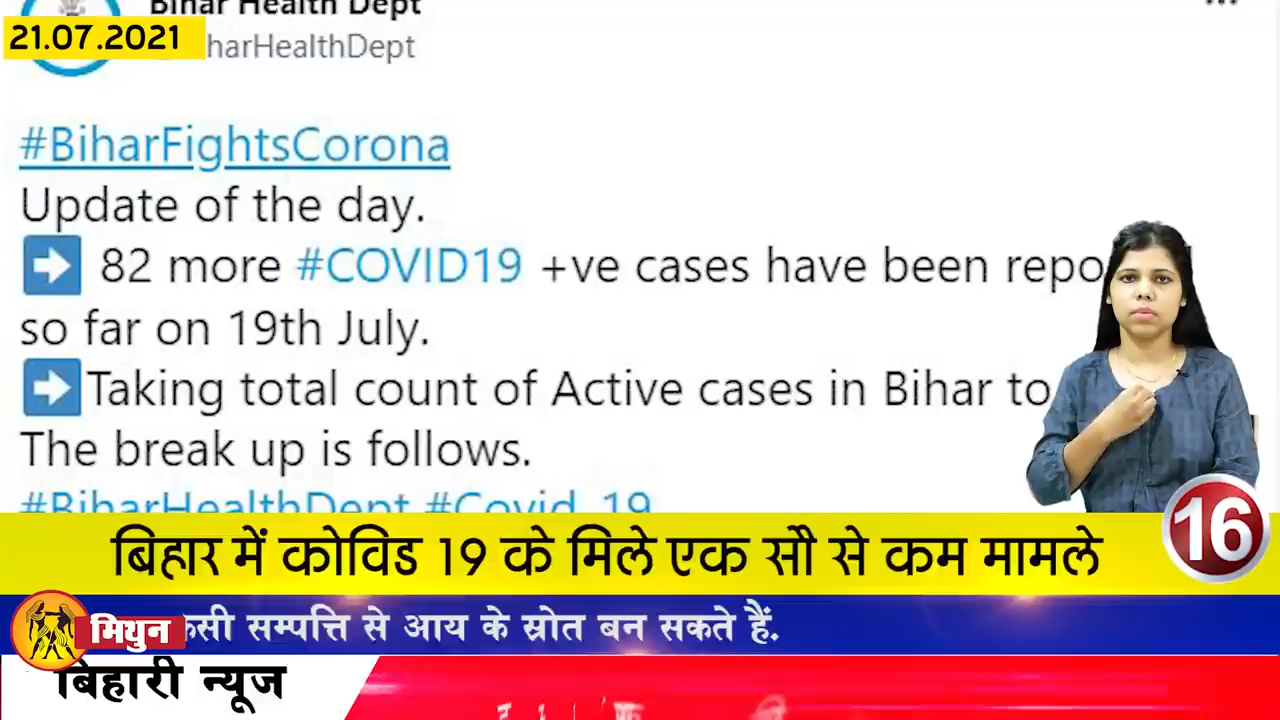 Bihar Health Dept
21.07.2021
harHealthDept
#BiharFightsCorona
Update of the day.
82 more #COVID19 +ve cases have been repo
so far on 19th July.
Taking total count of Active cases in Bihar to
The break up is follows.
#BiharHealthDept #Covid_19
16
बिहार में कोविड 19 के मिले एक सौ से कम मामले
मिथुन
सम्पत्ति से आय के स्रोत बन सकते हैं.
बिहारी न्यूज